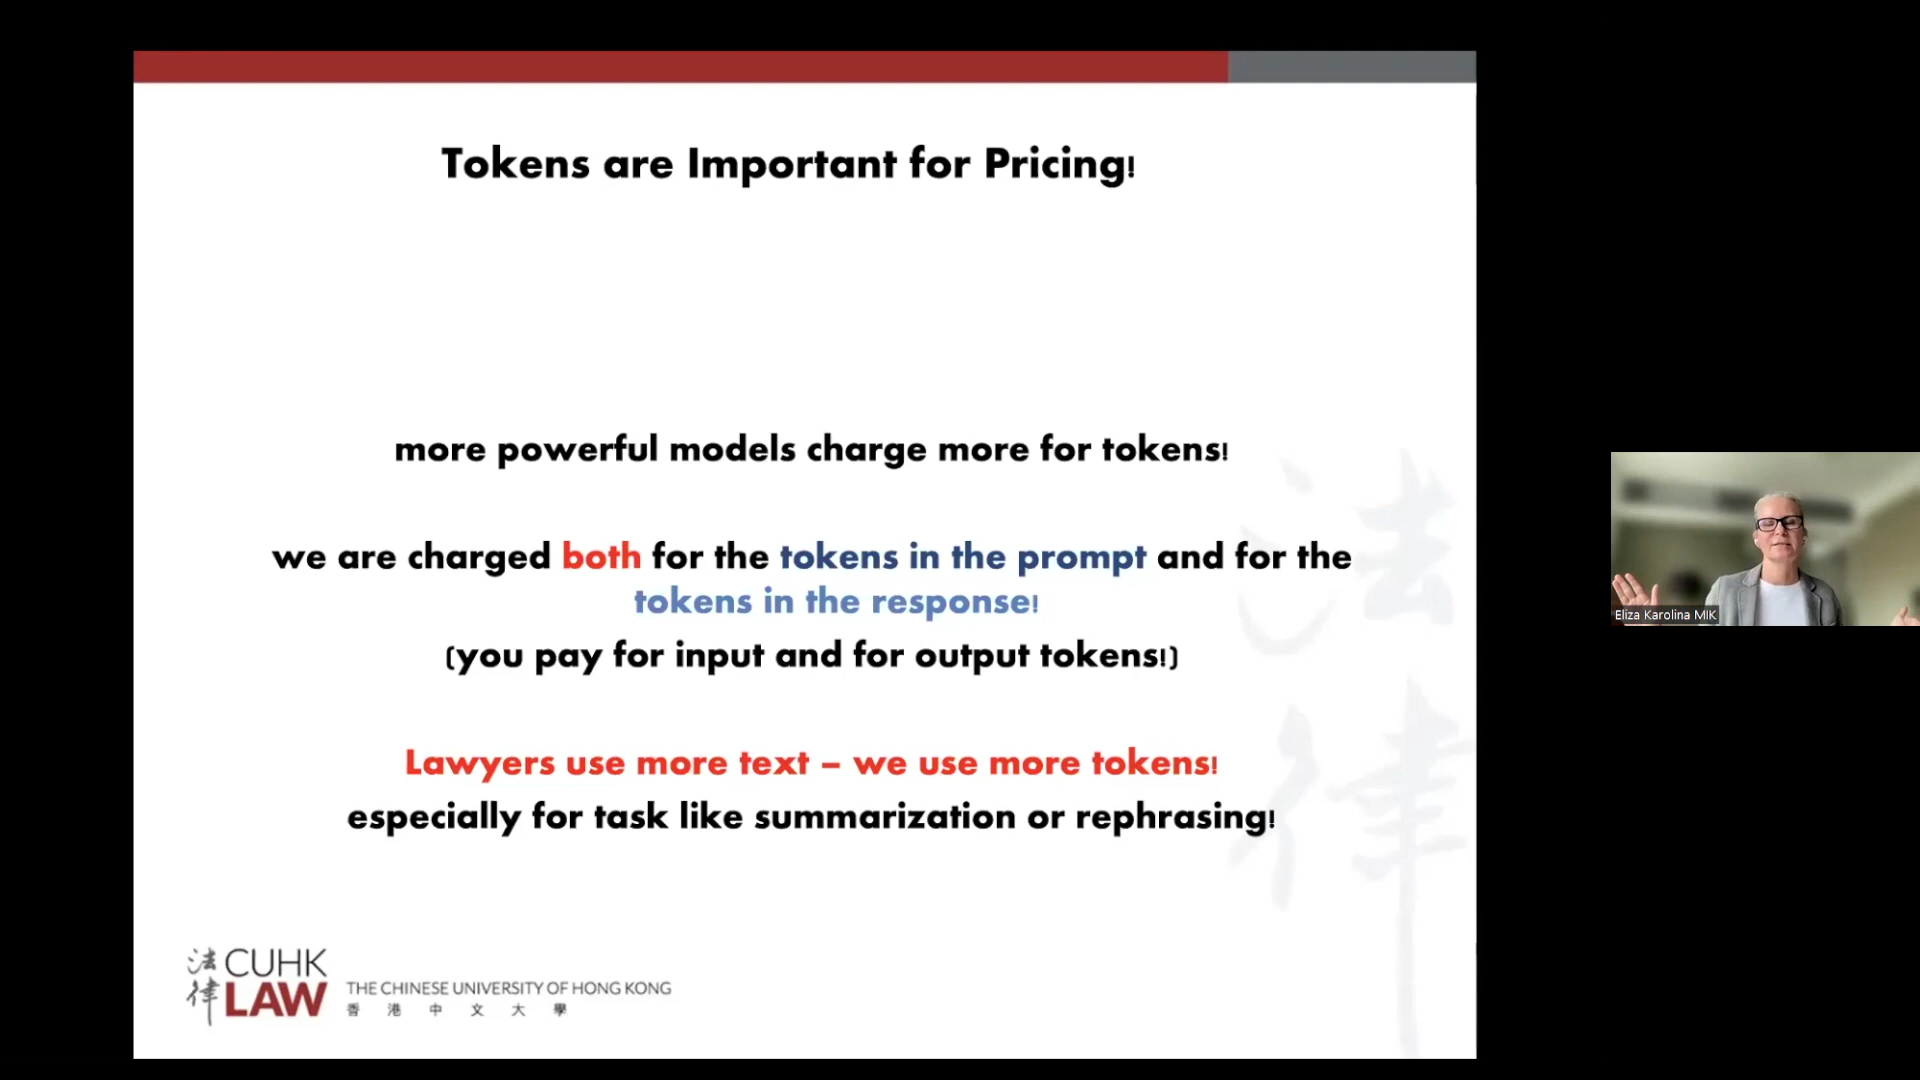 Tokens are Important for Pricing!
more powerful models charge more for tokens!
we are charged both for the tokens in the prompt and for the
tokens in the response!
(you pay for input and for output tokens!)
Lawyers use more text – we use more tokens!
especially for task like summarization or rephrasing!
法律
法律
CUHK
LAW
THE CHINESE UNIVERSITY OF HONG KONG
香港中文大學
Eliza Karolina MIK